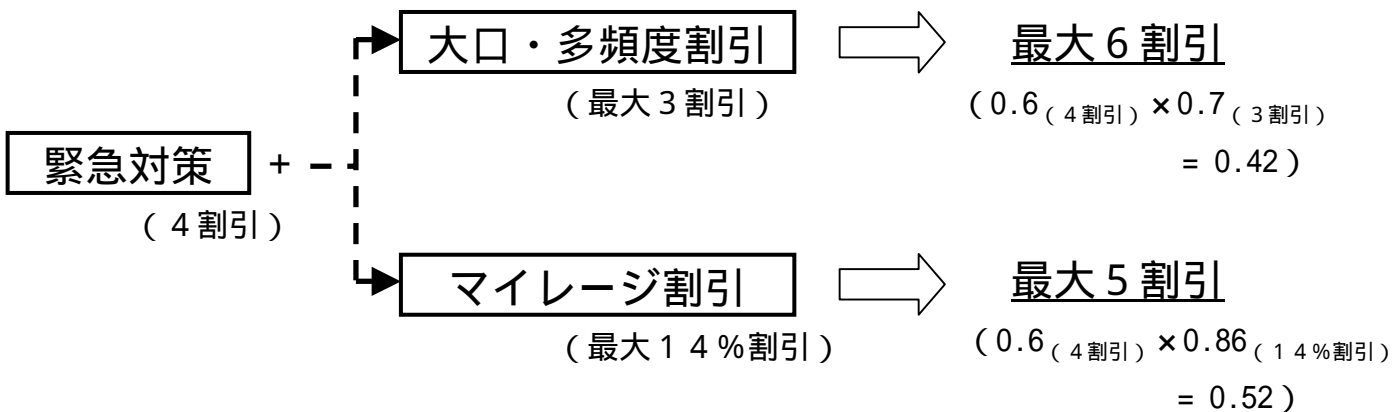 大口・多頻度割引
(最大3割引)
最大6割引
(0.6(4割引)×0.7(3割引)
= 0.42)
緊急対策 +
(4割引)
マイレージ割引
(最大14%割引)
最大5割引
(0.6(4割引)×0.86(14%割引)
= 0.52)